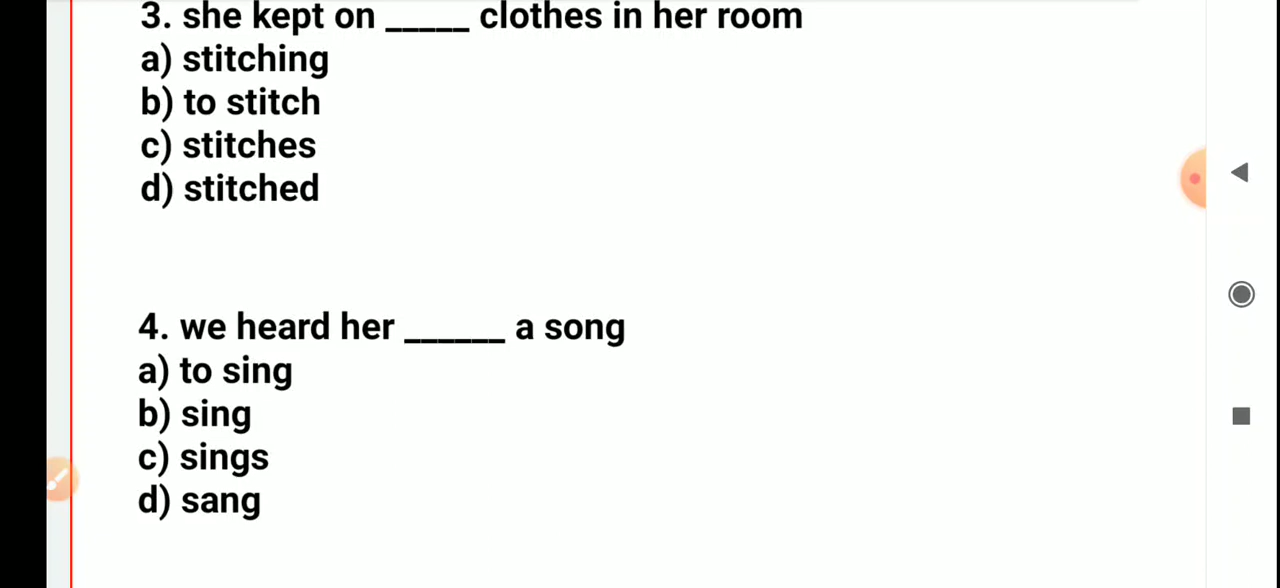 3. she kept on _____ clothes in her room
a) stitching
b) to stitch
c) stitches
d) stitched
4. we heard her ______ a song
a) to sing
b) sing
c) sings
d) sang